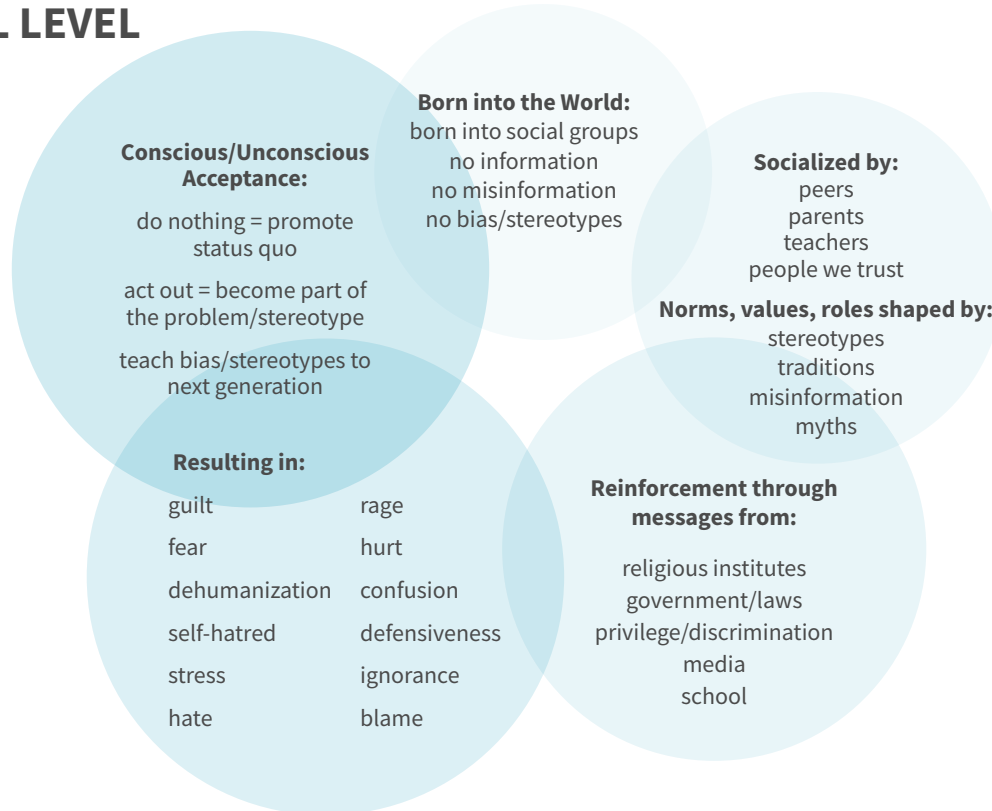 L LEVEL
Born into the World:
born into social groups
no information
no misinformation
no bias/stereotypes
Socialized by:
peers
parents
teachers
people we trust
Norms, values, roles shaped by:
stereotypes
traditions
misinformation
myths
Reinforcement through
messages from:
religious institutes
government/laws
privilege/discrimination
media
school
Resulting in:
guilt rage
fear hurt
dehumanization confusion
self-hatred defensiveness
stress ignorance
hate blame
Conscious/Unconscious
Acceptance:
do nothing = promote
status quo
act out = become part of
the problem/stereotype
teach bias/stereotypes to
next generation